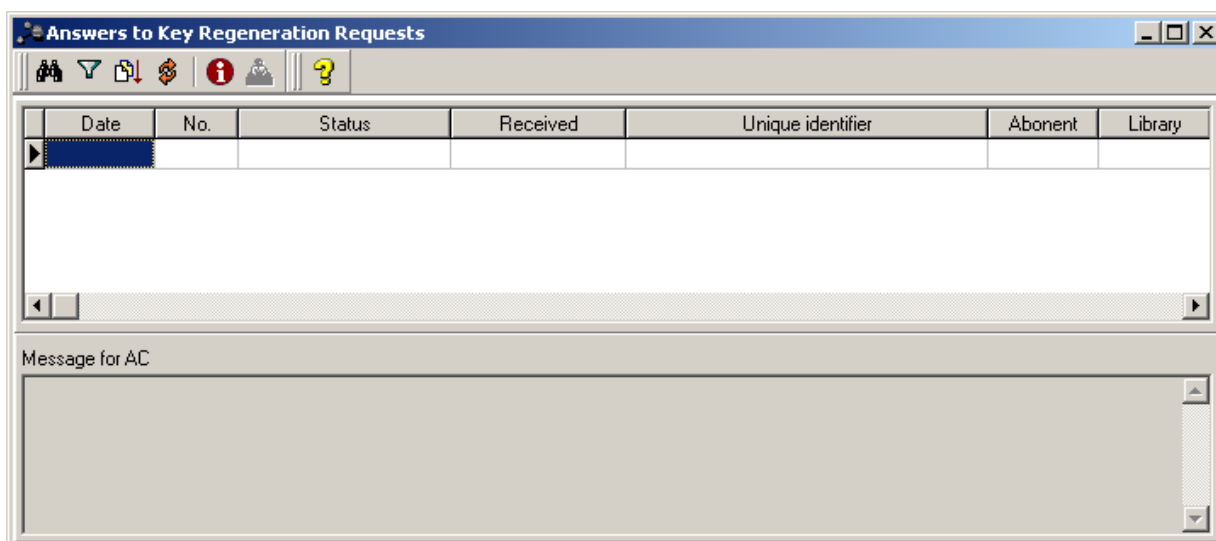 Answers to Key Regeneration Requests
Date No. Status Received Unique identifier Abonent Library
Message for AC